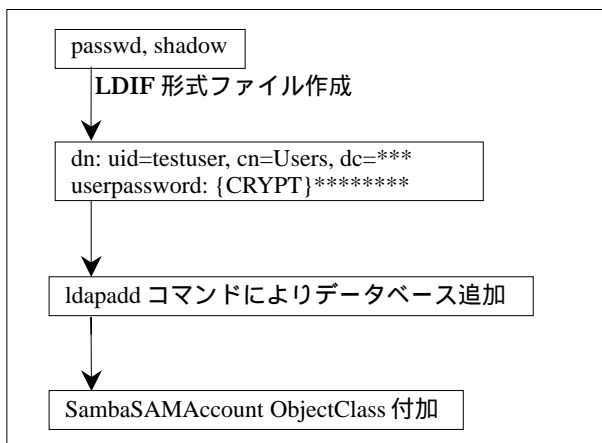 passwd, shadow
LDIF 形式ファイル作成
dn: uid=testuser, cn=Users, dc=***
userpassword: {CRYPT}********
ldapadd コマンドによりデータベース追加
SambaSAMAccount ObjectClass 付加